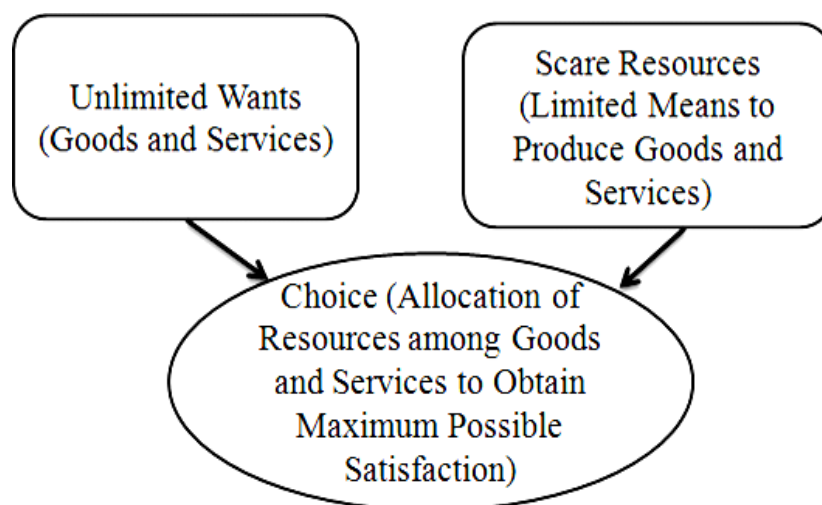 Unlimited Wants
(Goods and Services)
Scare Resources
(Limited Means to
Produce Goods and
Services)
Choice (Allocation of
Resources among Goods
and Services to Obtain
Maximum Possible
Satisfaction)